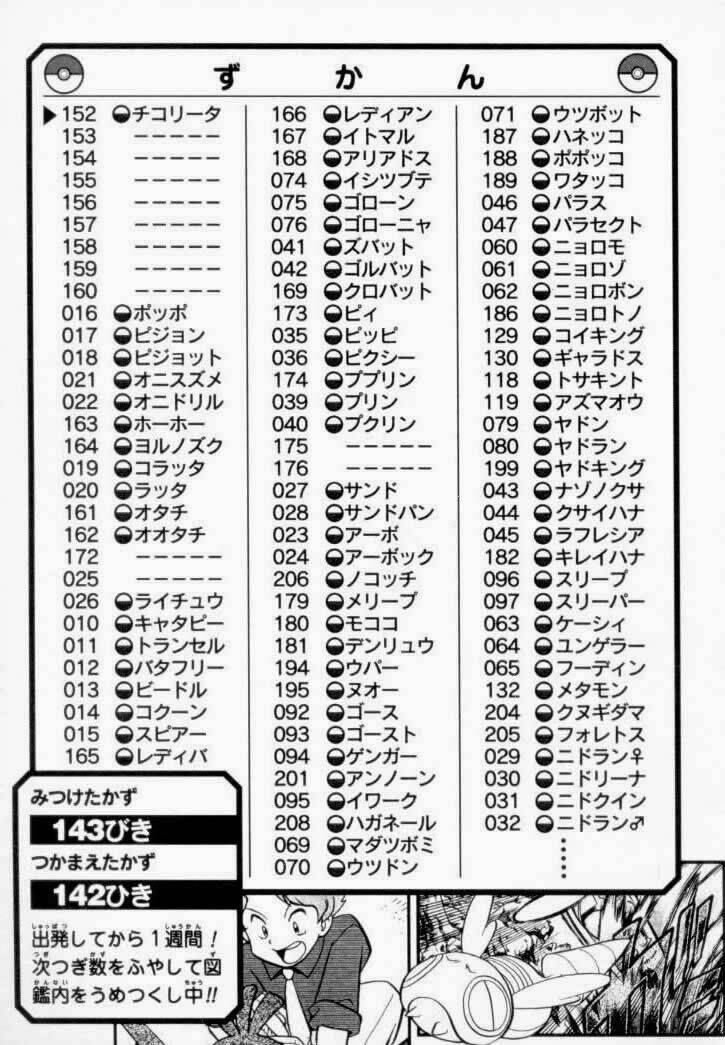 ずかん
▶152 チコリータ
153 -----
154 -----
155 -----
156 -----
157 -----
158 -----
159 -----
160 -----
016 ポッポ
017 ピジョン
018 ピジョット
021 オニスズメ
022 オニドリル
163 ホーホー
164 ヨルノズク
019 コラッタ
020 ラッタ
161 オタチ
162 オオタチ
172 -----
025 -----
026 ライチュウ
010 キャタピー
011 トランセル
012 バタフリー
013 ビードル
014 コクーン
015 スピアー
165 レディバ
166 レディアン
167 イトマル
168 アリアドス
074 イシツブテ
075 ゴローン
076 ゴローニャ
041 ズバット
042 ゴルバット
169 クロバット
173 ピィ
035 ピッピ
036 ピクシー
174 ププリン
039 プリン
040 プクリン
175 -----
176 -----
027 サンド
028 サンドパン
023 アーボ
024 アーボック
206 ノコッチ
179 メリープ
180 モココ
181 デンリュウ
194 ウパー
195 ヌオー
092 ゴース
093 ゴースト
094 ゲンガー
201 アンノーン
095 イワーク
208 ハガネール
069 マダツボミ
070 ウツドン
071 ウツボット
187 ハネッコ
188 ポポッコ
189 ワタッコ
046 パラス
047 パラセクト
060 ニョロモ
061 ニョロゾ
062 ニョロボン
186 ニョロトノ
129 コイキング
130 ギャラドス
118 トサキント
119 アズマオウ
079 ヤドン
080 ヤドラン
199 ヤドキング
043 ナゾノクサ
044 クサイハナ
045 ラフレシア
182 キレイハナ
096 スリープ
097 スリーパー
063 ケーシィ
064 ユンゲラー
065 フーディン
132 メタモン
204 クヌギダマ
205 フォレトス
029 ニドラン♀
030 ニドリーナ
031 ニドクイン
032 ニドラン♂
⋮
みつけたかず
143びき
つかまえたかず
142ひき
出発してから1週間!
次つぎ数をふやして図
鑑内をうめつくし中!!